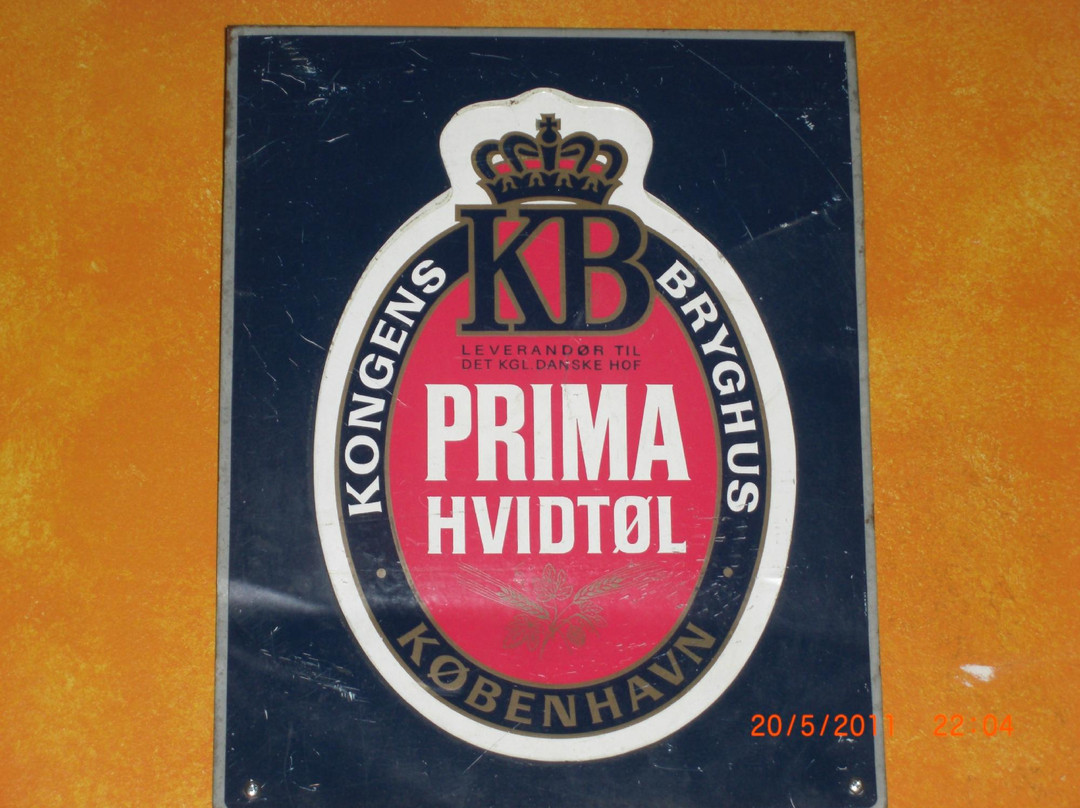 KB
KONGENS BRYGHUS
LEVERANDØR TIL
DET KGL. DANSKE HOF
PRIMA
HVIDTØL
KØBENHAVN
20/5/2011 22:04